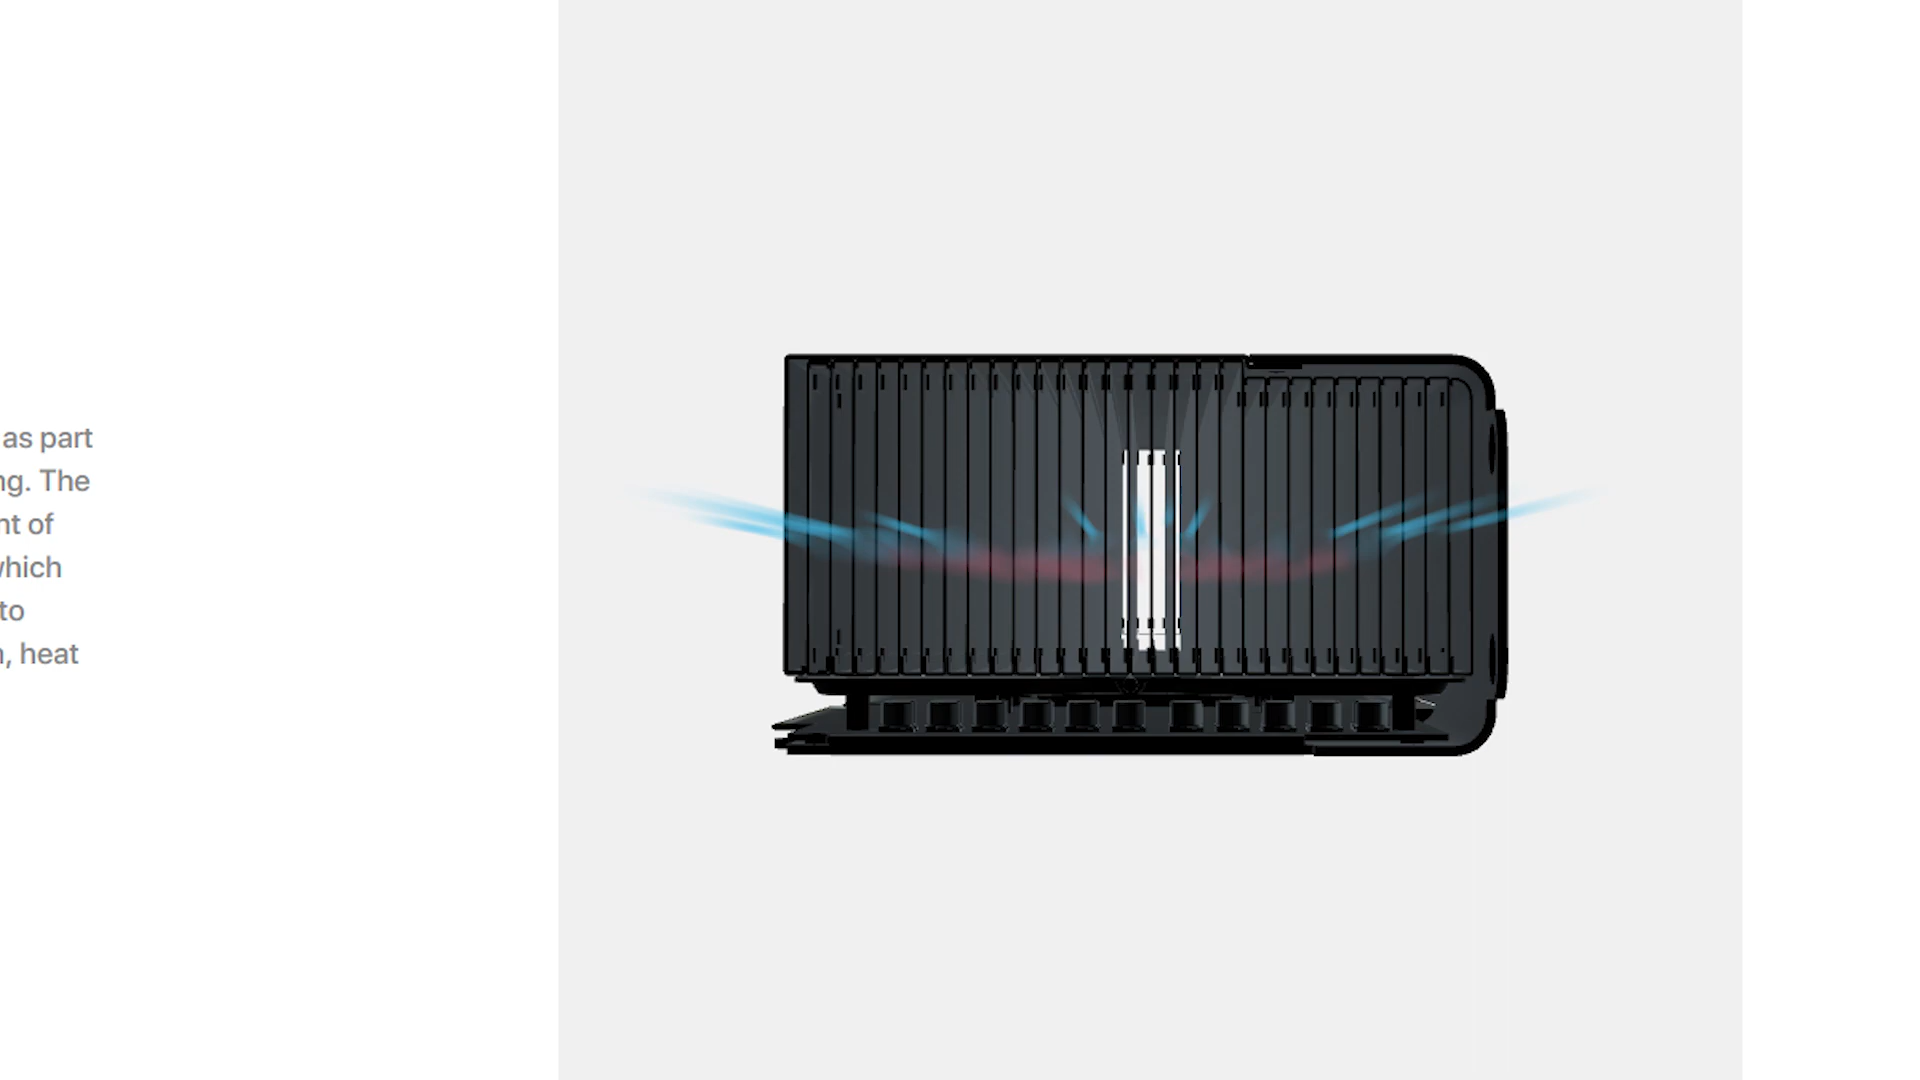 as part
ng. The
nt of
which
to
, heat